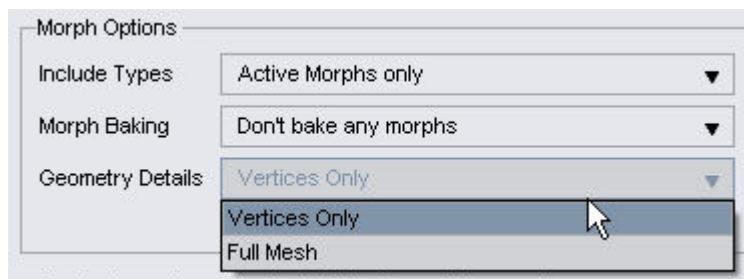 Morph Options
Include Types Active Morphs only
Morph Baking Don't bake any morphs
Geometry Details Vertices Only
Vertices Only
Full Mesh